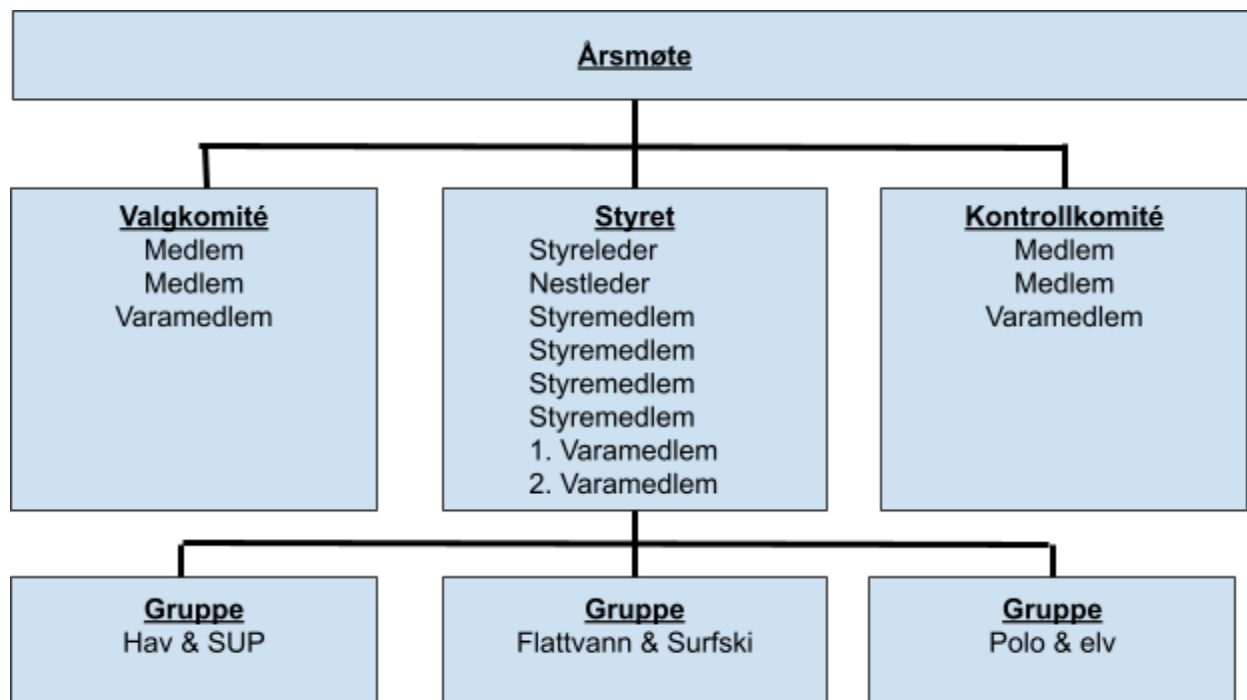 Årsmøte
Valgkomité
Medlem
Medlem
Varamedlem
Styret
Styreleder
Nestleder
Styremedlem
Styremedlem
Styremedlem
Styremedlem
1. Varamedlem
2. Varamedlem
Kontrollkomité
Medlem
Medlem
Varamedlem
Gruppe
Hav & SUP
Gruppe
Flattvann & Surfski
Gruppe
Polo & elv